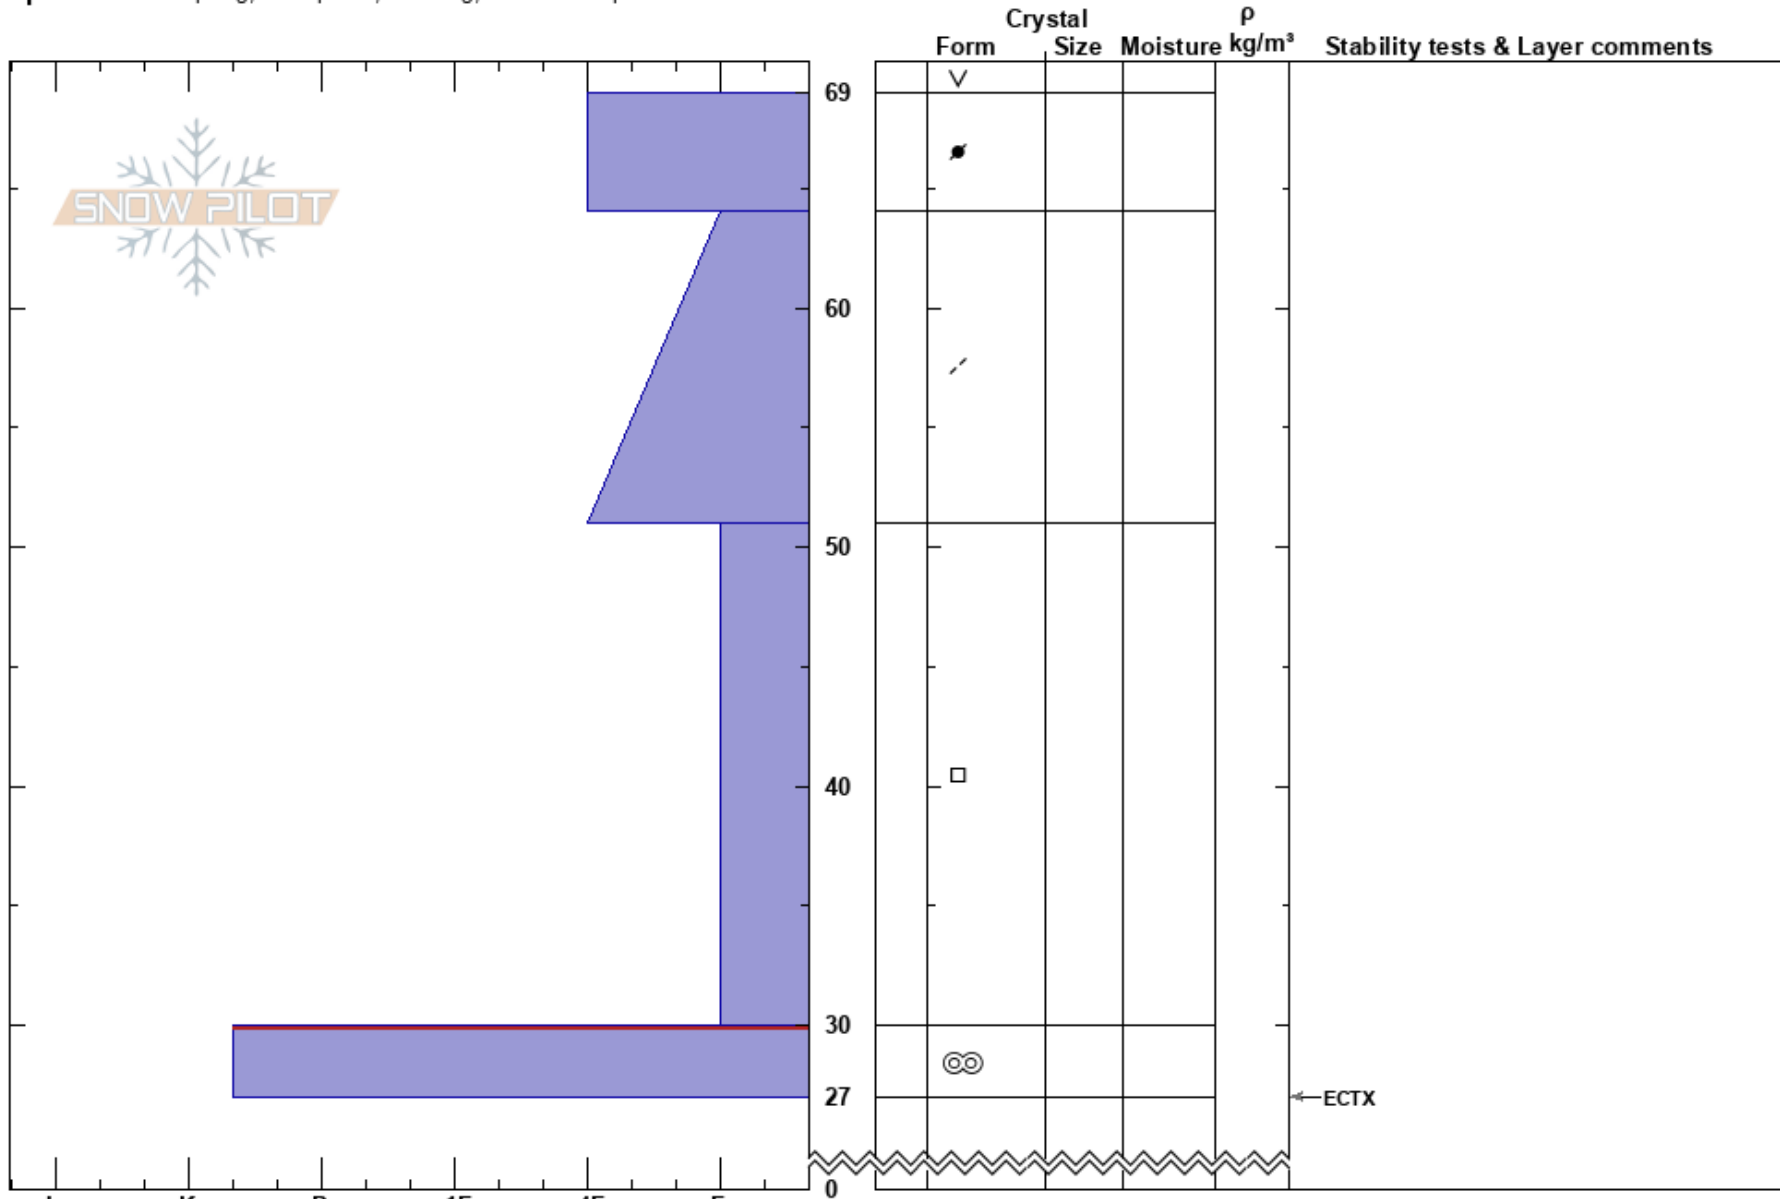 Crystal
ρ
Form Size Moisture kg/m³ Stability tests & Layer comments
69
SNOW PILOT
60
50
40
30
27
ECTX
0